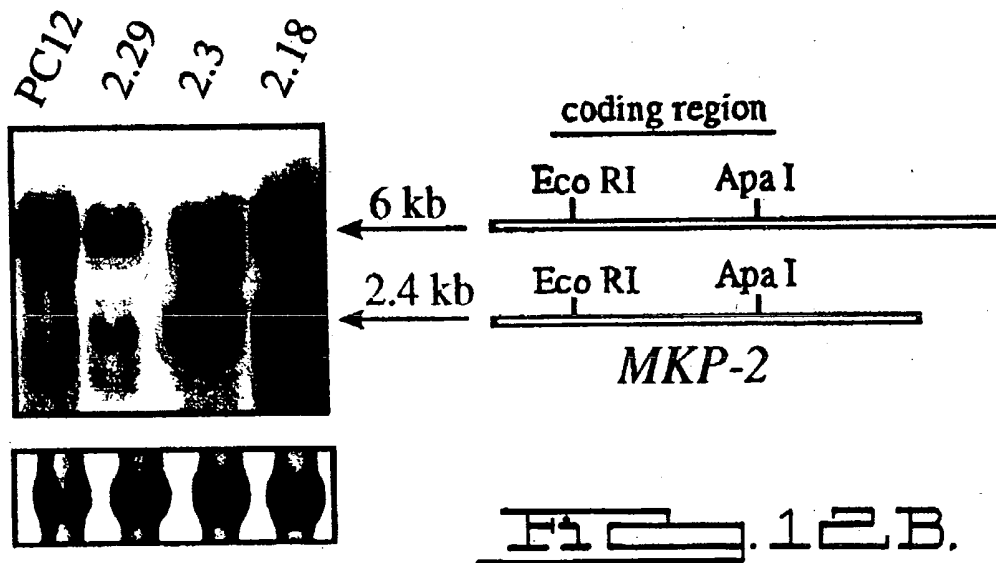 PC12 2.29 2.3 2.18
coding region
Eco RI Apa I
6 kb
Eco RI Apa I
2.4 kb
MKP-2
Fig. 12B.